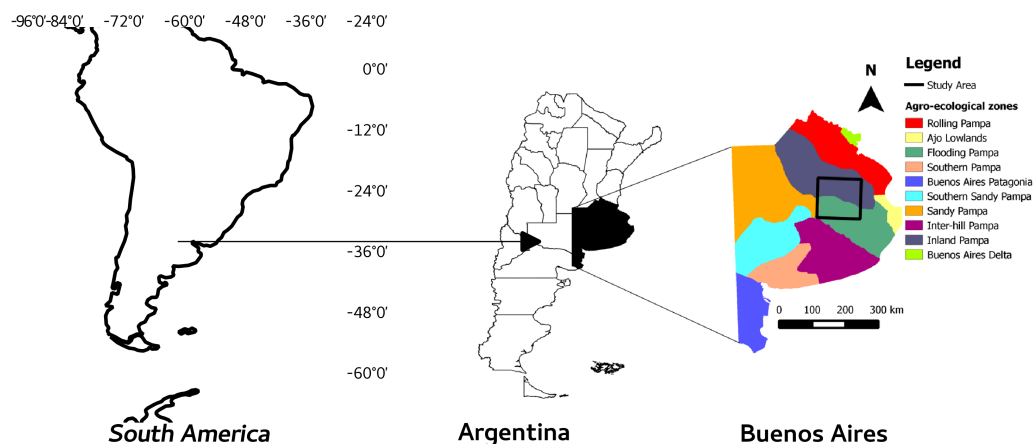 -96°0'-84°0' -72°0' -60°0' -48°0' -36°0' -24°0'
0°0'
-12°0'
-24°0'
-36°0'
-48°0'
-60°0'
South America
Argentina
N
Legend
Study Area
Agro-ecological zones
Rolling Pampa
Ajo Lowlands
Flooding Pampa
Southern Pampa
Buenos Aires Patagonia
Southern Sandy Pampa
Sandy Pampa
Inter-hill Pampa
Inland Pampa
Buenos Aires Delta
0 100 200 300 km
Buenos Aires